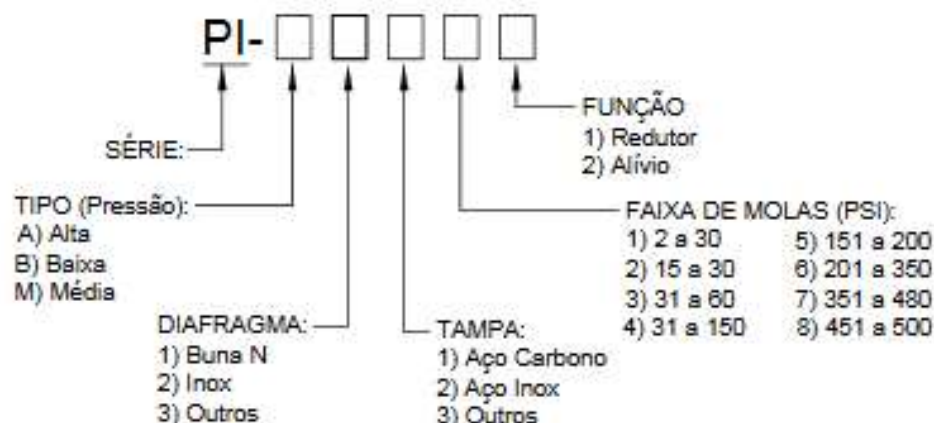 PI-
SÉRIE:
TIPO (Pressão):
A) Alta
B) Baixa
M) Média
DIAFRAGMA:
1) Buna N
2) Inox
3) Outros
TAMPA:
1) Aço Carbono
2) Aço Inox
3) Outros
FAIXA DE MOLAS (PSI):
1) 2 a 30 5) 151 a 200
2) 15 a 30 6) 201 a 350
3) 31 a 60 7) 351 a 480
4) 31 a 150 8) 451 a 500
FUNÇÃO
1) Redutor
2) Alívio